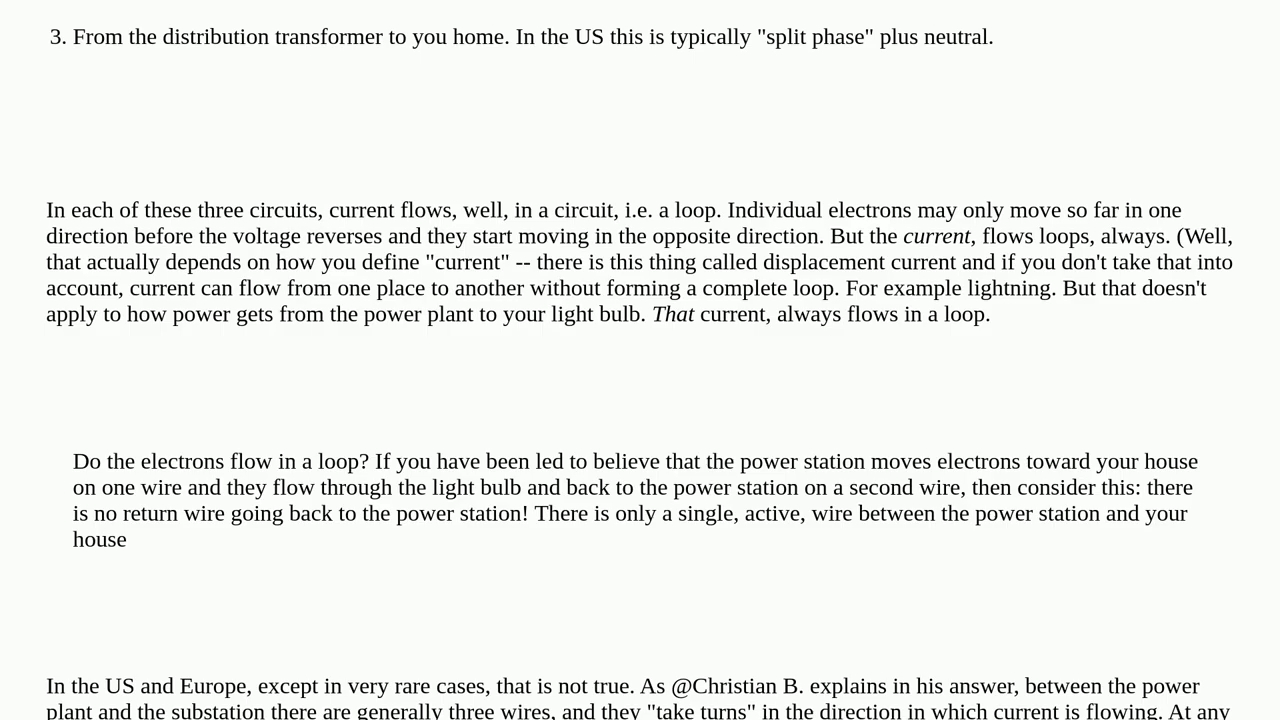 3. From the distribution transformer to you home. In the US this is typically "split phase" plus neutral.
In each of these three circuits, current flows, well, in a circuit, i.e. a loop. Individual electrons may only move so far in one
direction before the voltage reverses and they start moving in the opposite direction. But the current, flows loops, always. (Well,
that actually depends on how you define "current" -- there is this thing called displacement current and if you don't take that into
account, current can flow from one place to another without forming a complete loop. For example lightning. But that doesn't
apply to how power gets from the power plant to your light bulb. That current, always flows in a loop.
Do the electrons flow in a loop? If you have been led to believe that the power station moves electrons toward your house
on one wire and they flow through the light bulb and back to the power station on a second wire, then consider this: there
is no return wire going back to the power station! There is only a single, active, wire between the power station and your
house
In the US and Europe, except in very rare cases, that is not true. As @Christian B. explains in his answer, between the power
plant and the substation there are generally three wires, and they "take turns" in the direction in which current is flowing. At any